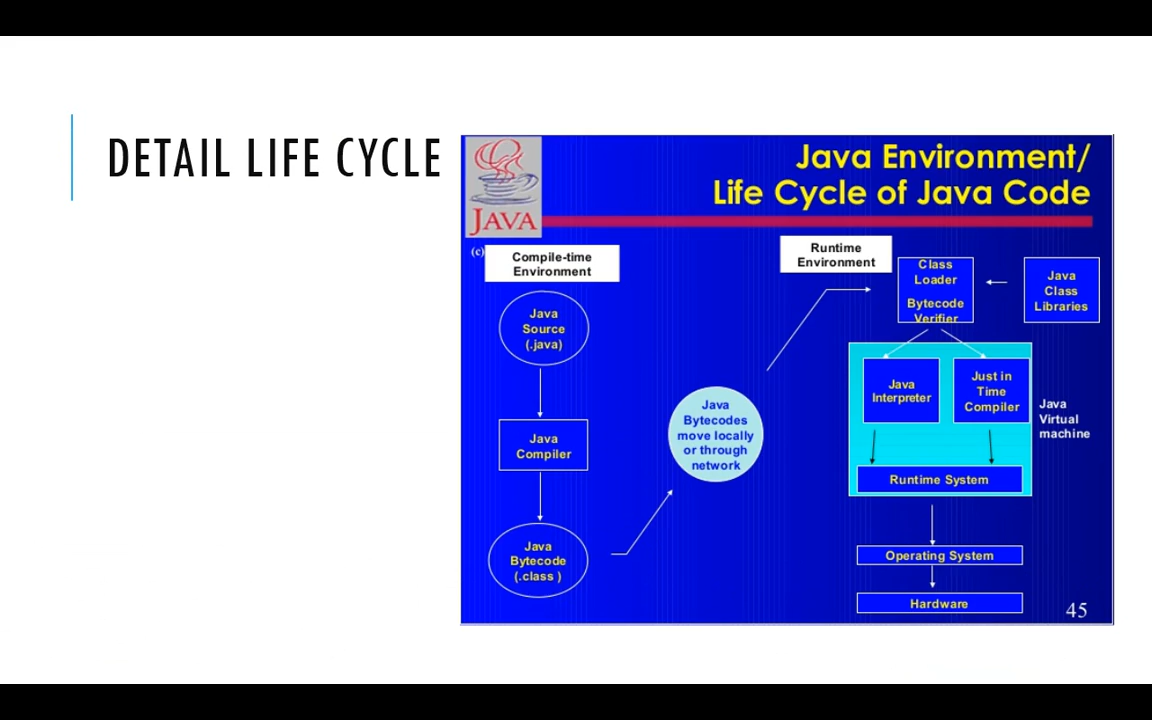 DETAIL LIFE CYCLE
JAVA
Java Environment/
Life Cycle of Java Code
(c)
Compile-time
Environment
Java
Source
(.java)
Java
Compiler
Java
Bytecode
(.class )
Java
Bytecodes
move locally
or through
network
Runtime
Environment
Class
Loader
Bytecode
Verifier
Java
Class
Libraries
Java
Interpreter
Just in
Time
Compiler
Java
Virtual
machine
Runtime System
Operating System
Hardware
45